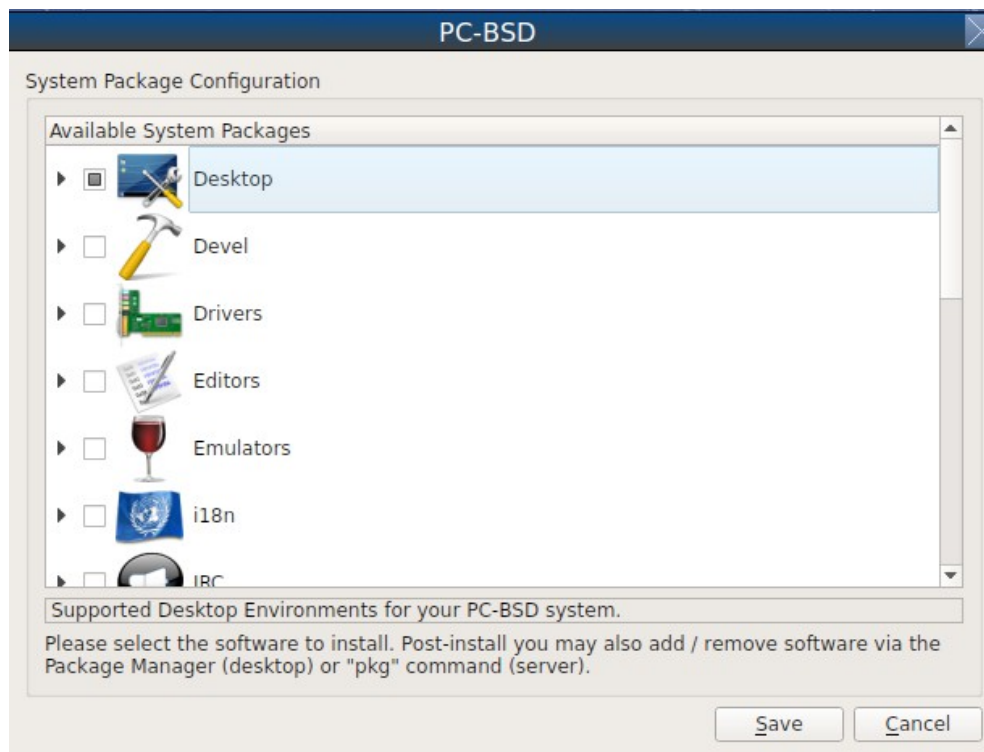 PC-BSD
System Package Configuration
Available System Packages
Desktop
Devel
Drivers
Editors
Emulators
i18n
IRC
Supported Desktop Environments for your PC-BSD system.
Please select the software to install. Post-install you may also add / remove software via the
Package Manager (desktop) or "pkg" command (server).
Save
Cancel